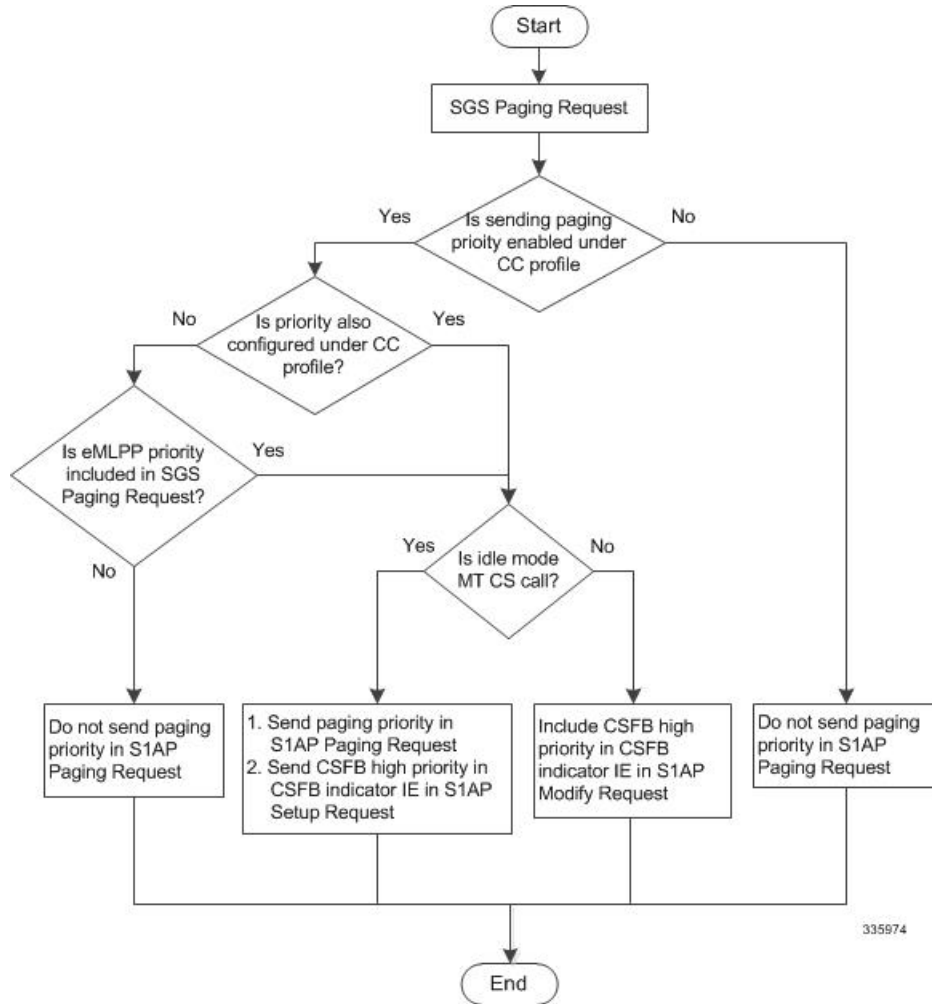 Start
SGS Paging Request
Yes
No
Is sending paging
prioity enabled under
CC profile
No
Yes
Is priority also
configured under CC
profile?
Is eMLPP priority
included in SGS
Paging Request?
Yes
No
Yes
No
Is idle mode
MT CS call?
Do not send paging
priority in S1AP
Paging Request
1. Send paging priority in
S1AP Paging Request
2. Send CSFB high priority in
CSFB indicator IE in S1AP
Setup Request
Include CSFB high
priority in CSFB
indicator IE in S1AP
Modify Request
Do not send paging
priority in S1AP
Paging Request
335974
End